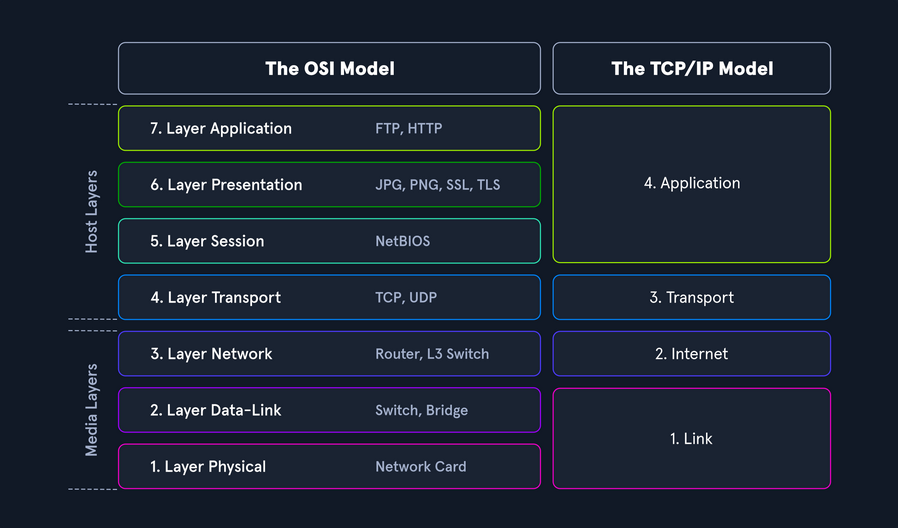 The OSI Model
The TCP/IP Model
Host Layers
7. Layer Application
FTP, HTTP
6. Layer Presentation
JPG, PNG, SSL, TLS
5. Layer Session
NetBIOS
4. Application
4. Layer Transport
TCP, UDP
3. Transport
Media Layers
3. Layer Network
Router, L3 Switch
2. Internet
2. Layer Data-Link
Switch, Bridge
1. Layer Physical
Network Card
1. Link